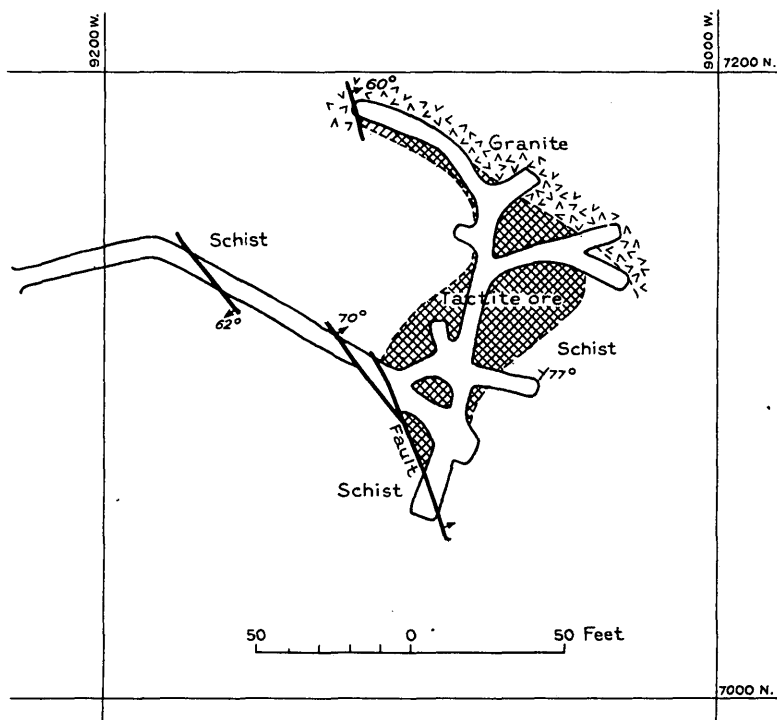 9200 W.
9000 W.
7200 N.
60°
Granite
Schist
62°
70°
Tactite ore
Schist
77°
Fault
Schist
50 0 50 Feet
7000 N.